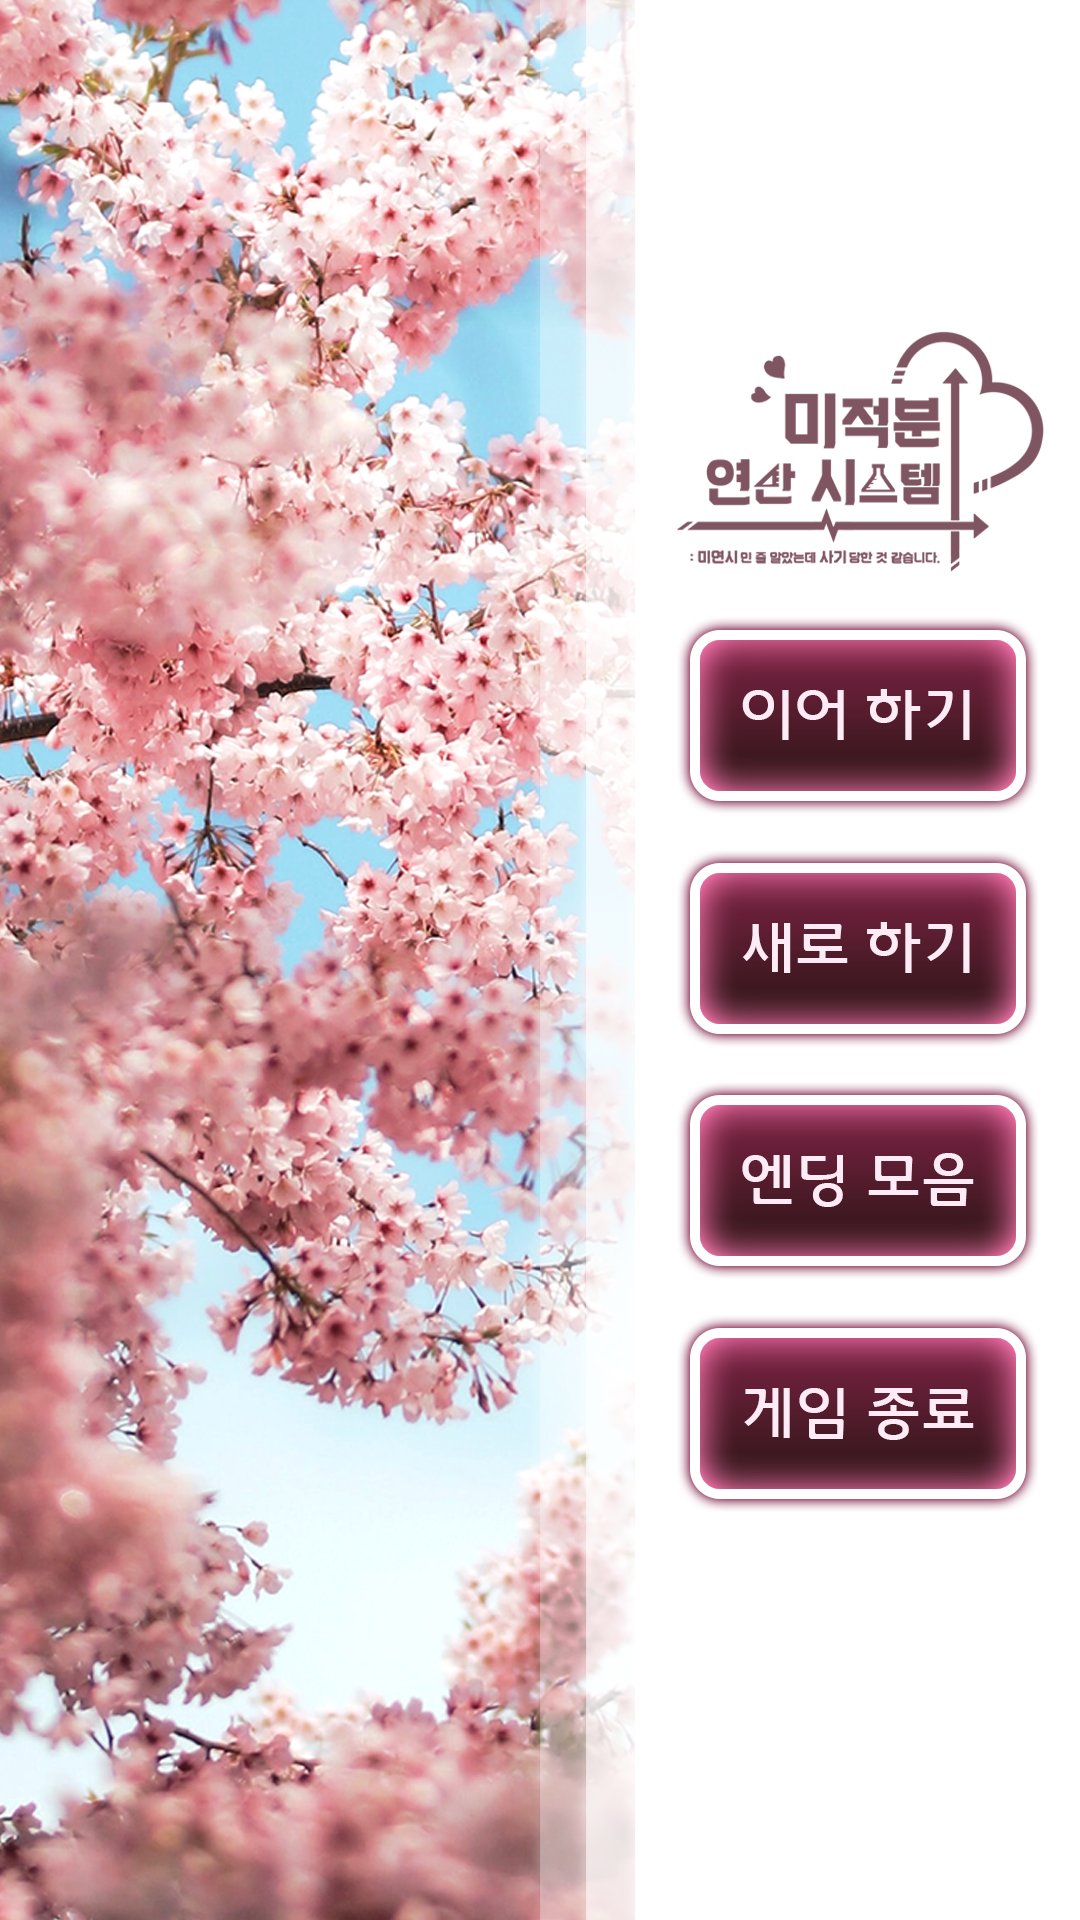 미적분
연산 시스템
: 미연시인 줄 알았는데 사기 당한 것 같습니다.
이어 하기
새로 하기
엔딩 모음
게임 종료